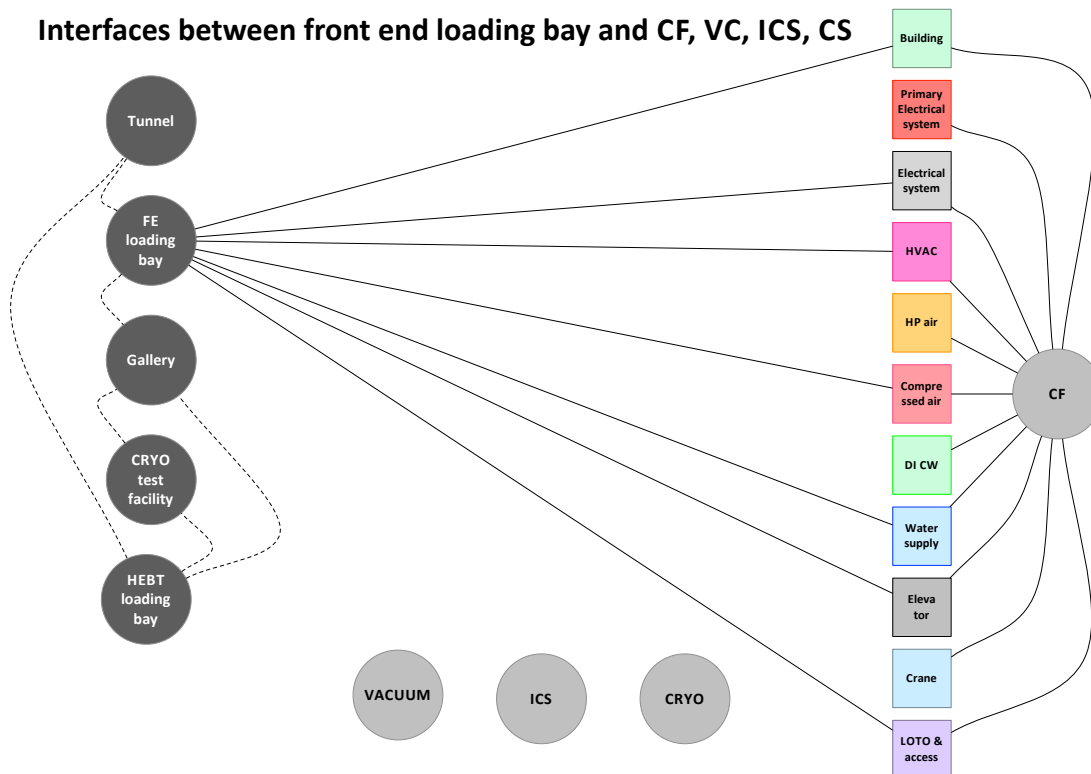 Interfaces between front end loading bay and CF, VC, ICS, CS
Tunnel
FE
loading
bay
Gallery
CRYO
test
facility
HEBT
loading
bay
VACUUM
ICS
CRYO
Building
Primary
Electrical
system
Electrical
system
HVAC
HP air
Compre
ssed air
DI CW
Water
supply
Eleva
tor
Crane
LOTO &
access
CF